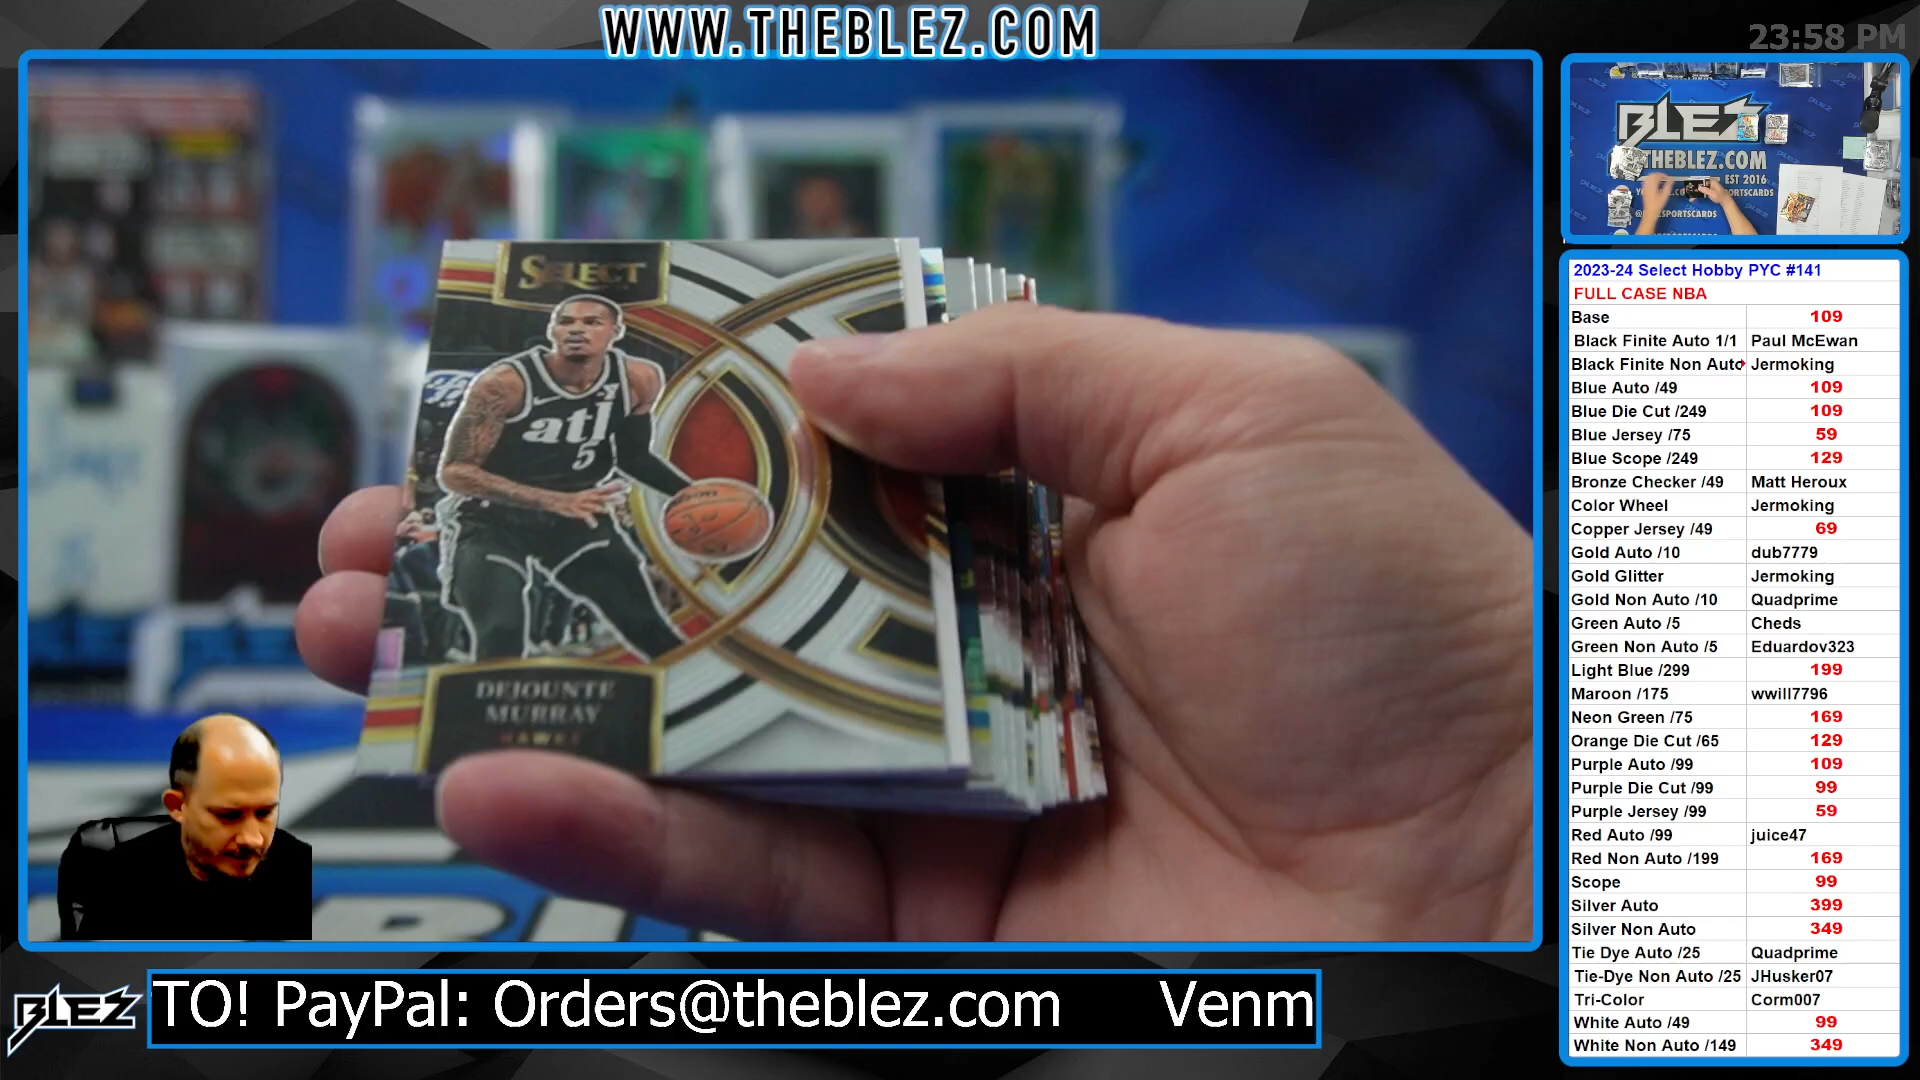 WWW.THEBLEZ.COM
23:58 PM
SELECT
atl
5
DEJOUNTE
MURRAY
HAWKS
BLEZ
THEBLEZ.COM
EST 2016
2023-24 Select Hobby PYC #141
FULL CASE NBA
Base 109
Black Finite Auto 1/1 Paul McEwan
Black Finite Non Auto Jermoking
Blue Auto /49 109
Blue Die Cut /249 109
Blue Jersey /75 59
Blue Scope /249 129
Bronze Checker /49 Matt Heroux
Color Wheel Jermoking
Copper Jersey /49 69
Gold Auto /10 dub7779
Gold Glitter Jermoking
Gold Non Auto /10 Quadprime
Green Auto /5 Cheds
Green Non Auto /5 Eduardov323
Light Blue /299 199
Maroon /175 wwill7796
Neon Green /75 169
Orange Die Cut /65 129
Purple Auto /99 109
Purple Die Cut /99 99
Purple Jersey /99 59
Red Auto /99 juice47
Red Non Auto /199 169
Scope 99
Silver Auto 399
Silver Non Auto 349
Tie Dye Auto /25 Quadprime
Tie-Dye Non Auto /25 JHusker07
Tri-Color Corm007
White Auto /49 99
White Non Auto /149 349
BLEZ
TO! PayPal: Orders@theblez.com Venm